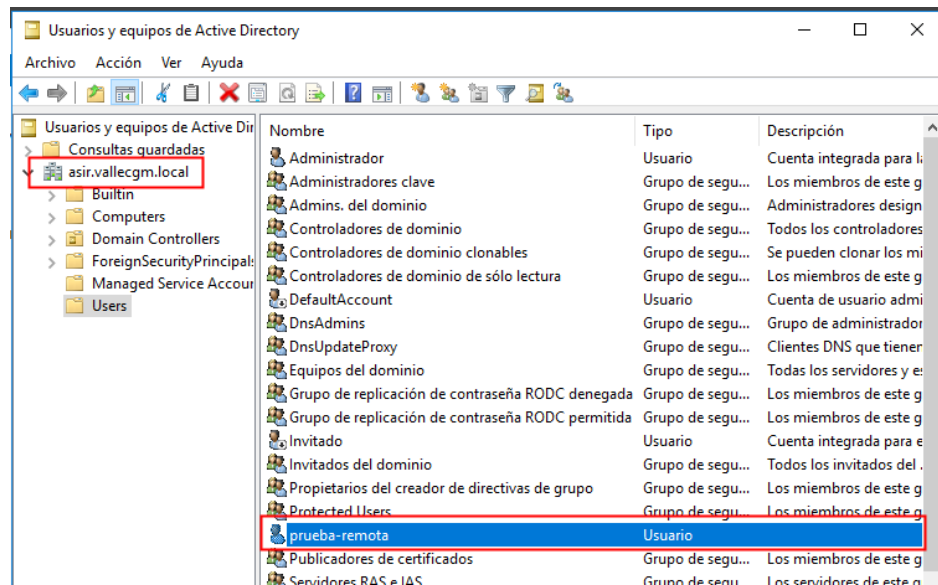 Usuarios y equipos de Active Directory
Archivo Acción Ver Ayuda
Usuarios y equipos de Active Dir
Consultas guardadas
asir.vallecgm.local
Builtin
Computers
Domain Controllers
ForeignSecurityPrincipals
Managed Service Accour
Users
Nombre Tipo Descripción
Administrador Usuario Cuenta integrada para la
Administradores clave Grupo de segu... Los miembros de este g
Admins. del dominio Grupo de segu... Administradores design
Controladores de dominio Grupo de segu... Todos los controladores
Controladores de dominio clonables Grupo de segu... Se pueden clonar los mi
Controladores de dominio de sólo lectura Grupo de segu... Los miembros de este g
DefaultAccount Usuario Cuenta de usuario admi
DnsAdmins Grupo de segu... Grupo de administrador
DnsUpdateProxy Grupo de segu... Clientes DNS que tiener
Equipos del dominio Grupo de segu... Todas los servidores y e
Grupo de replicación de contraseña RODC denegada Grupo de segu... Los miembros de este g
Grupo de replicación de contraseña RODC permitida Grupo de segu... Los miembros de este g
Invitado Usuario Cuenta integrada para e
Invitados del dominio Grupo de segu... Todos los invitados del .
Propietarios del creador de directivas de grupo Grupo de segu... Los miembros de este g
Protected Users Grupo de segu... Los miembros de este g
prueba-remota Usuario
Publicadores de certificados Grupo de segu... Los miembros de este g
Servidores RAS e IAS Grupo de segu... Los servidores de este g